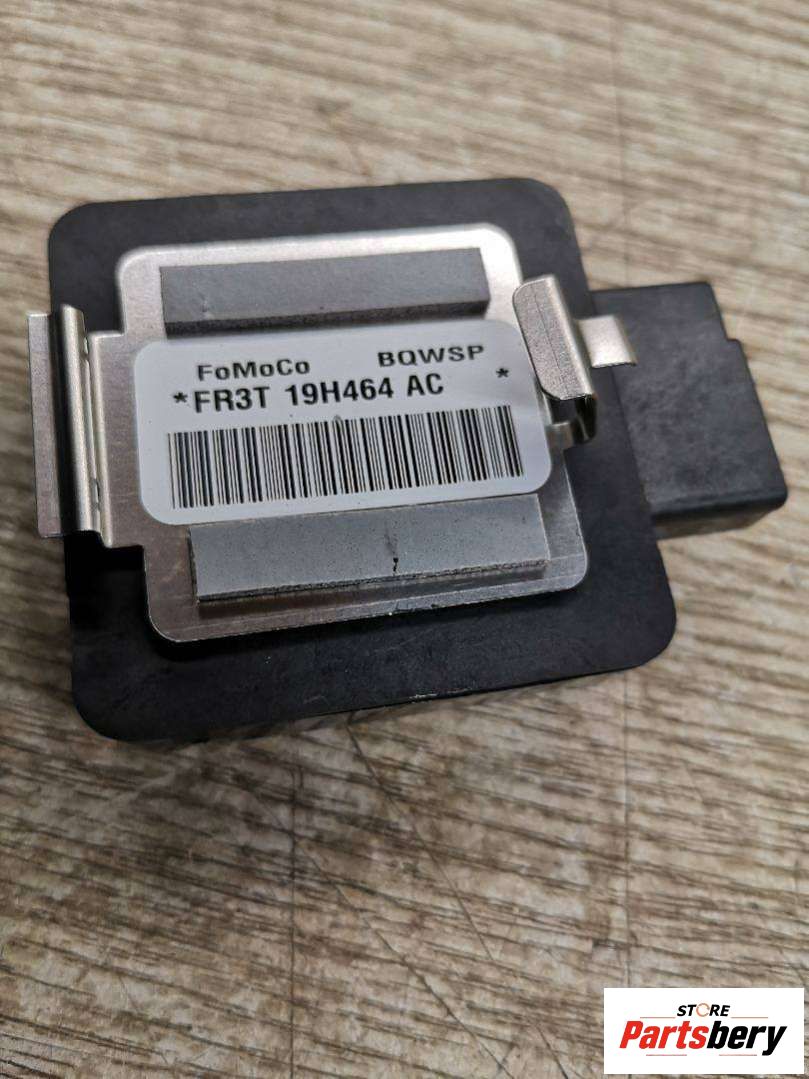 FoMoCo BQWSP
*FR3T 19H464 AC *
STORE
Partsbery